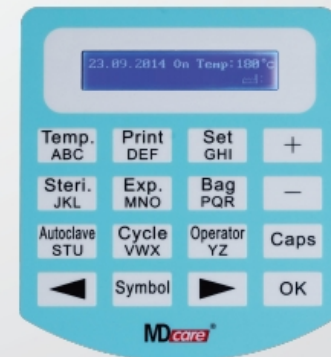 23.09.2014 On Temp:180°c
Temp. Print Set +
ABC DEF GHI
Steri. Exp. Bag −
JKL MNO PQR
Autoclave Cycle Operator Caps
STU VWX YZ
◀ Symbol ▶ OK
MDcare®